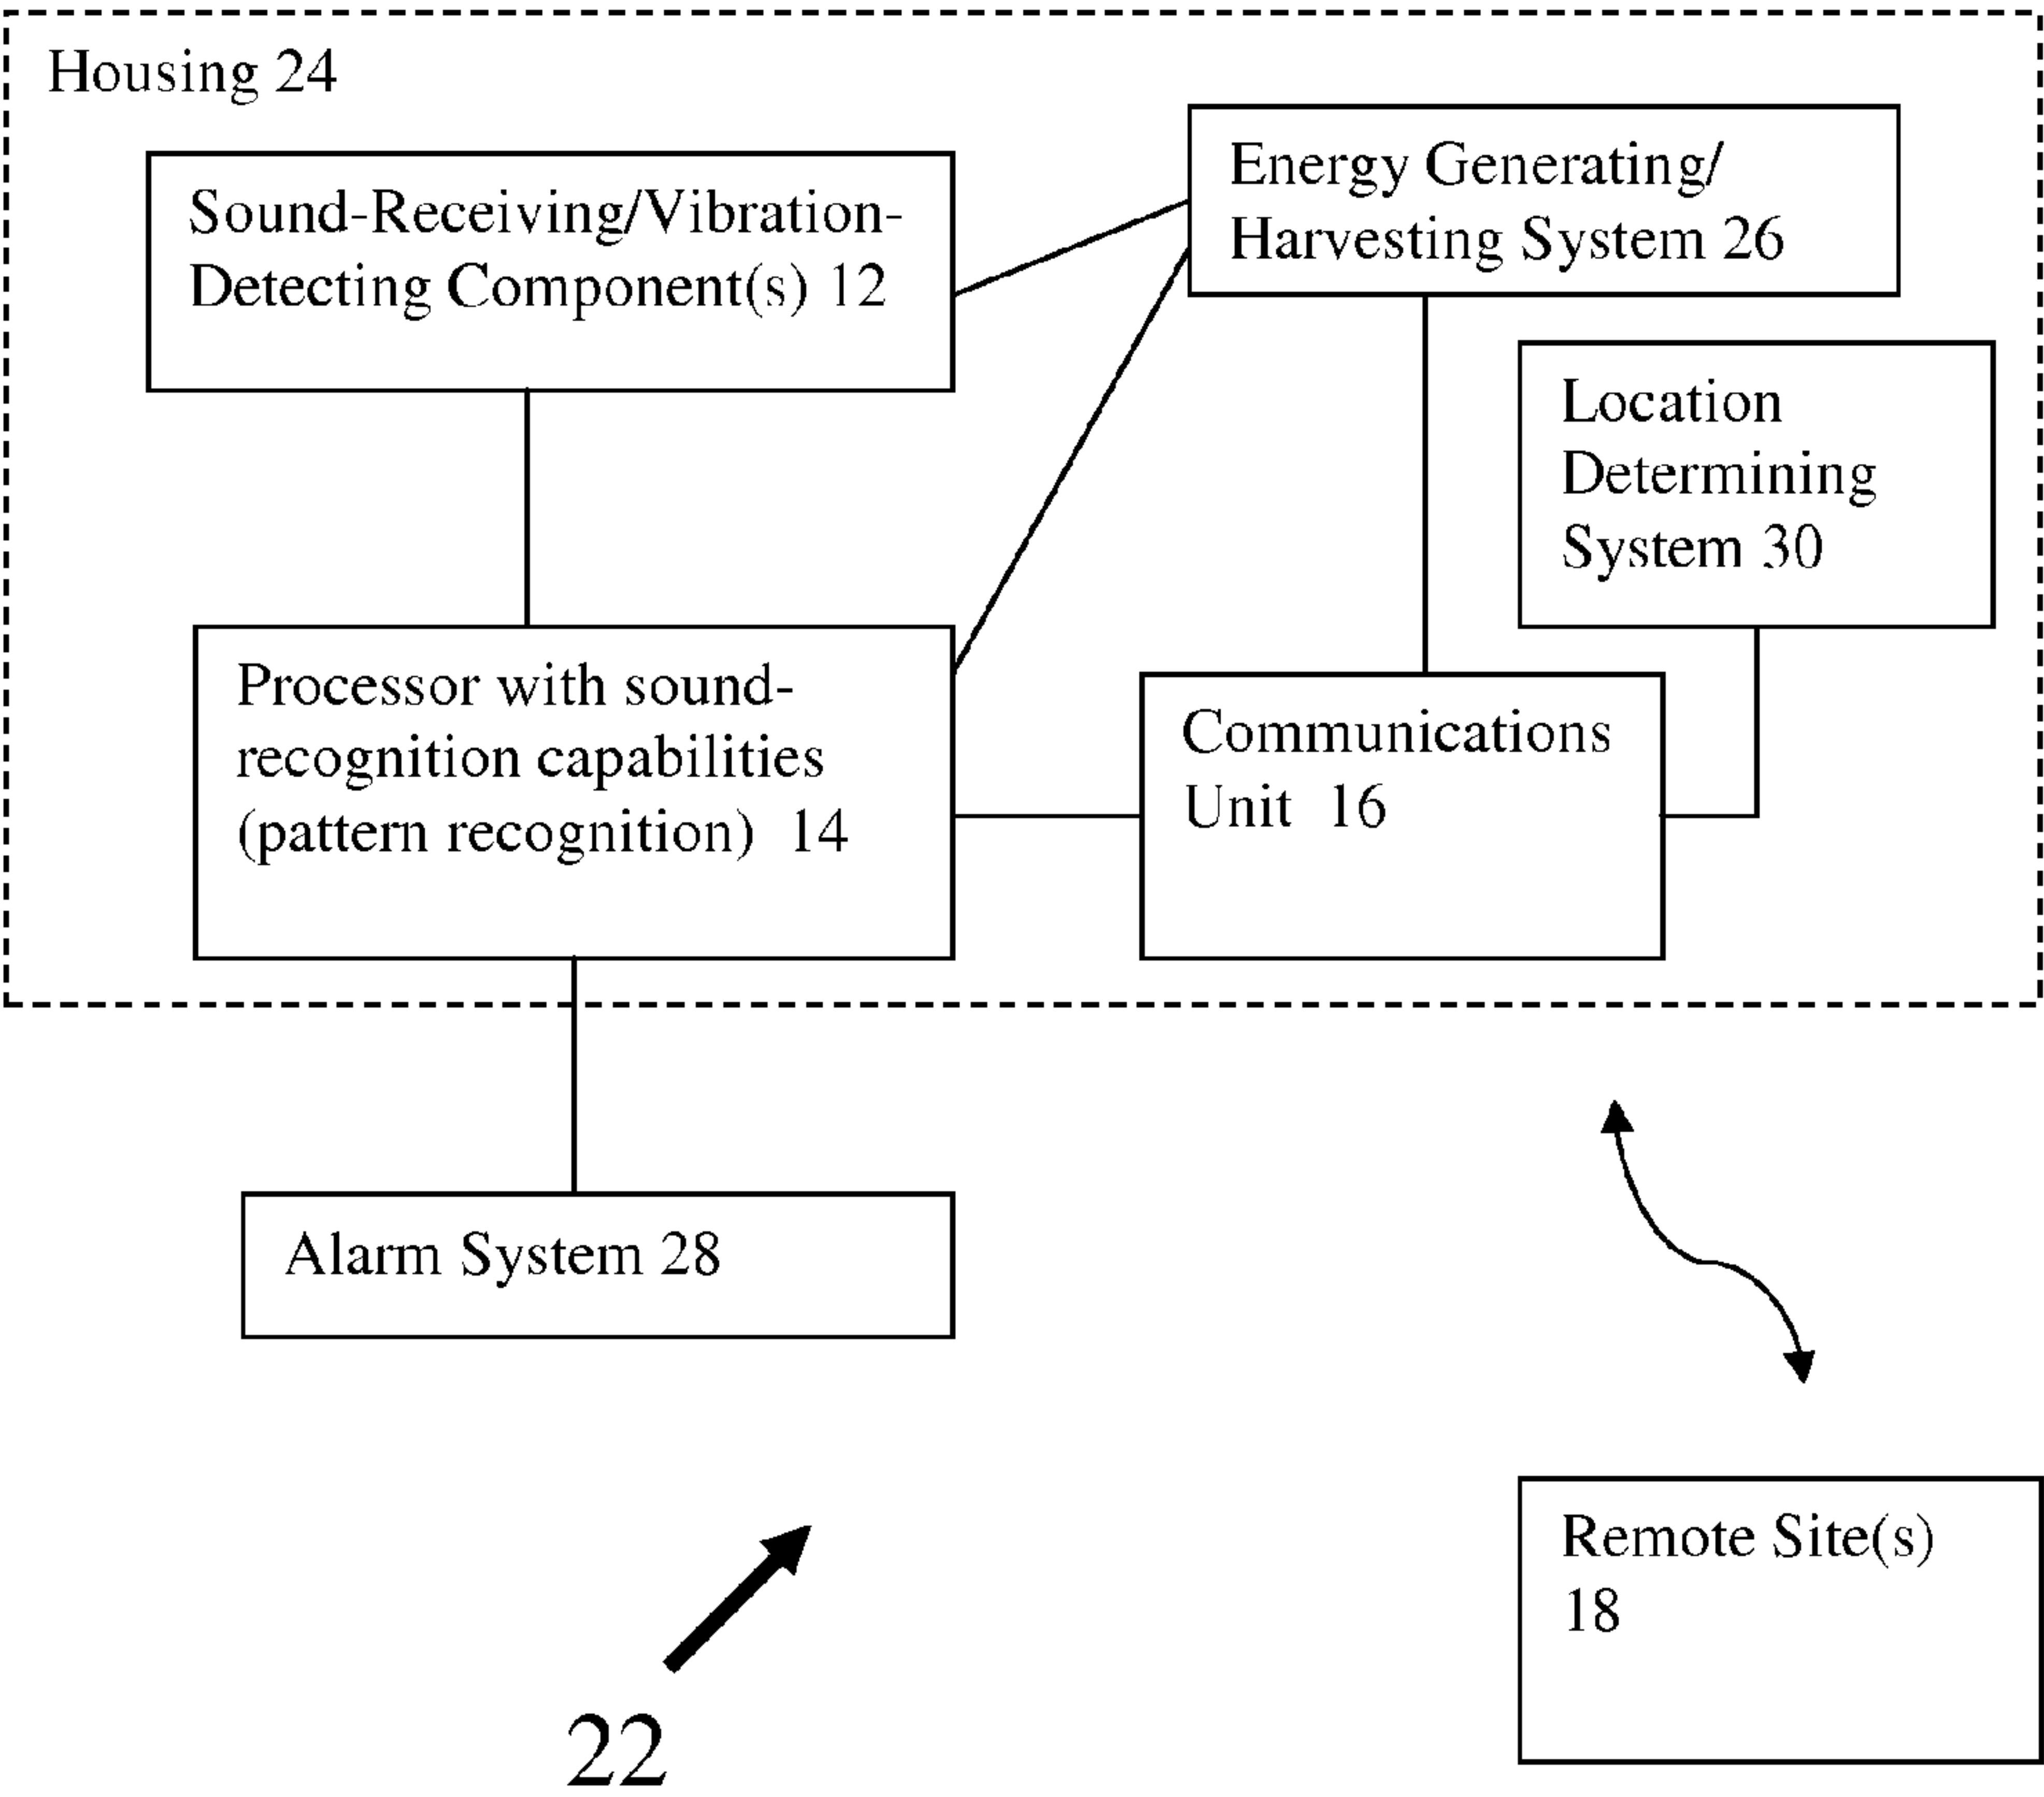 Housing 24
Sound-Receiving/Vibration-
Detecting Component(s) 12
Energy Generating/
Harvesting System 26
Location
Determining
System 30
Processor with sound-
recognition capabilities
(pattern recognition) 14
Communications
Unit 16
Alarm System 28
Remote Site(s)
18
22